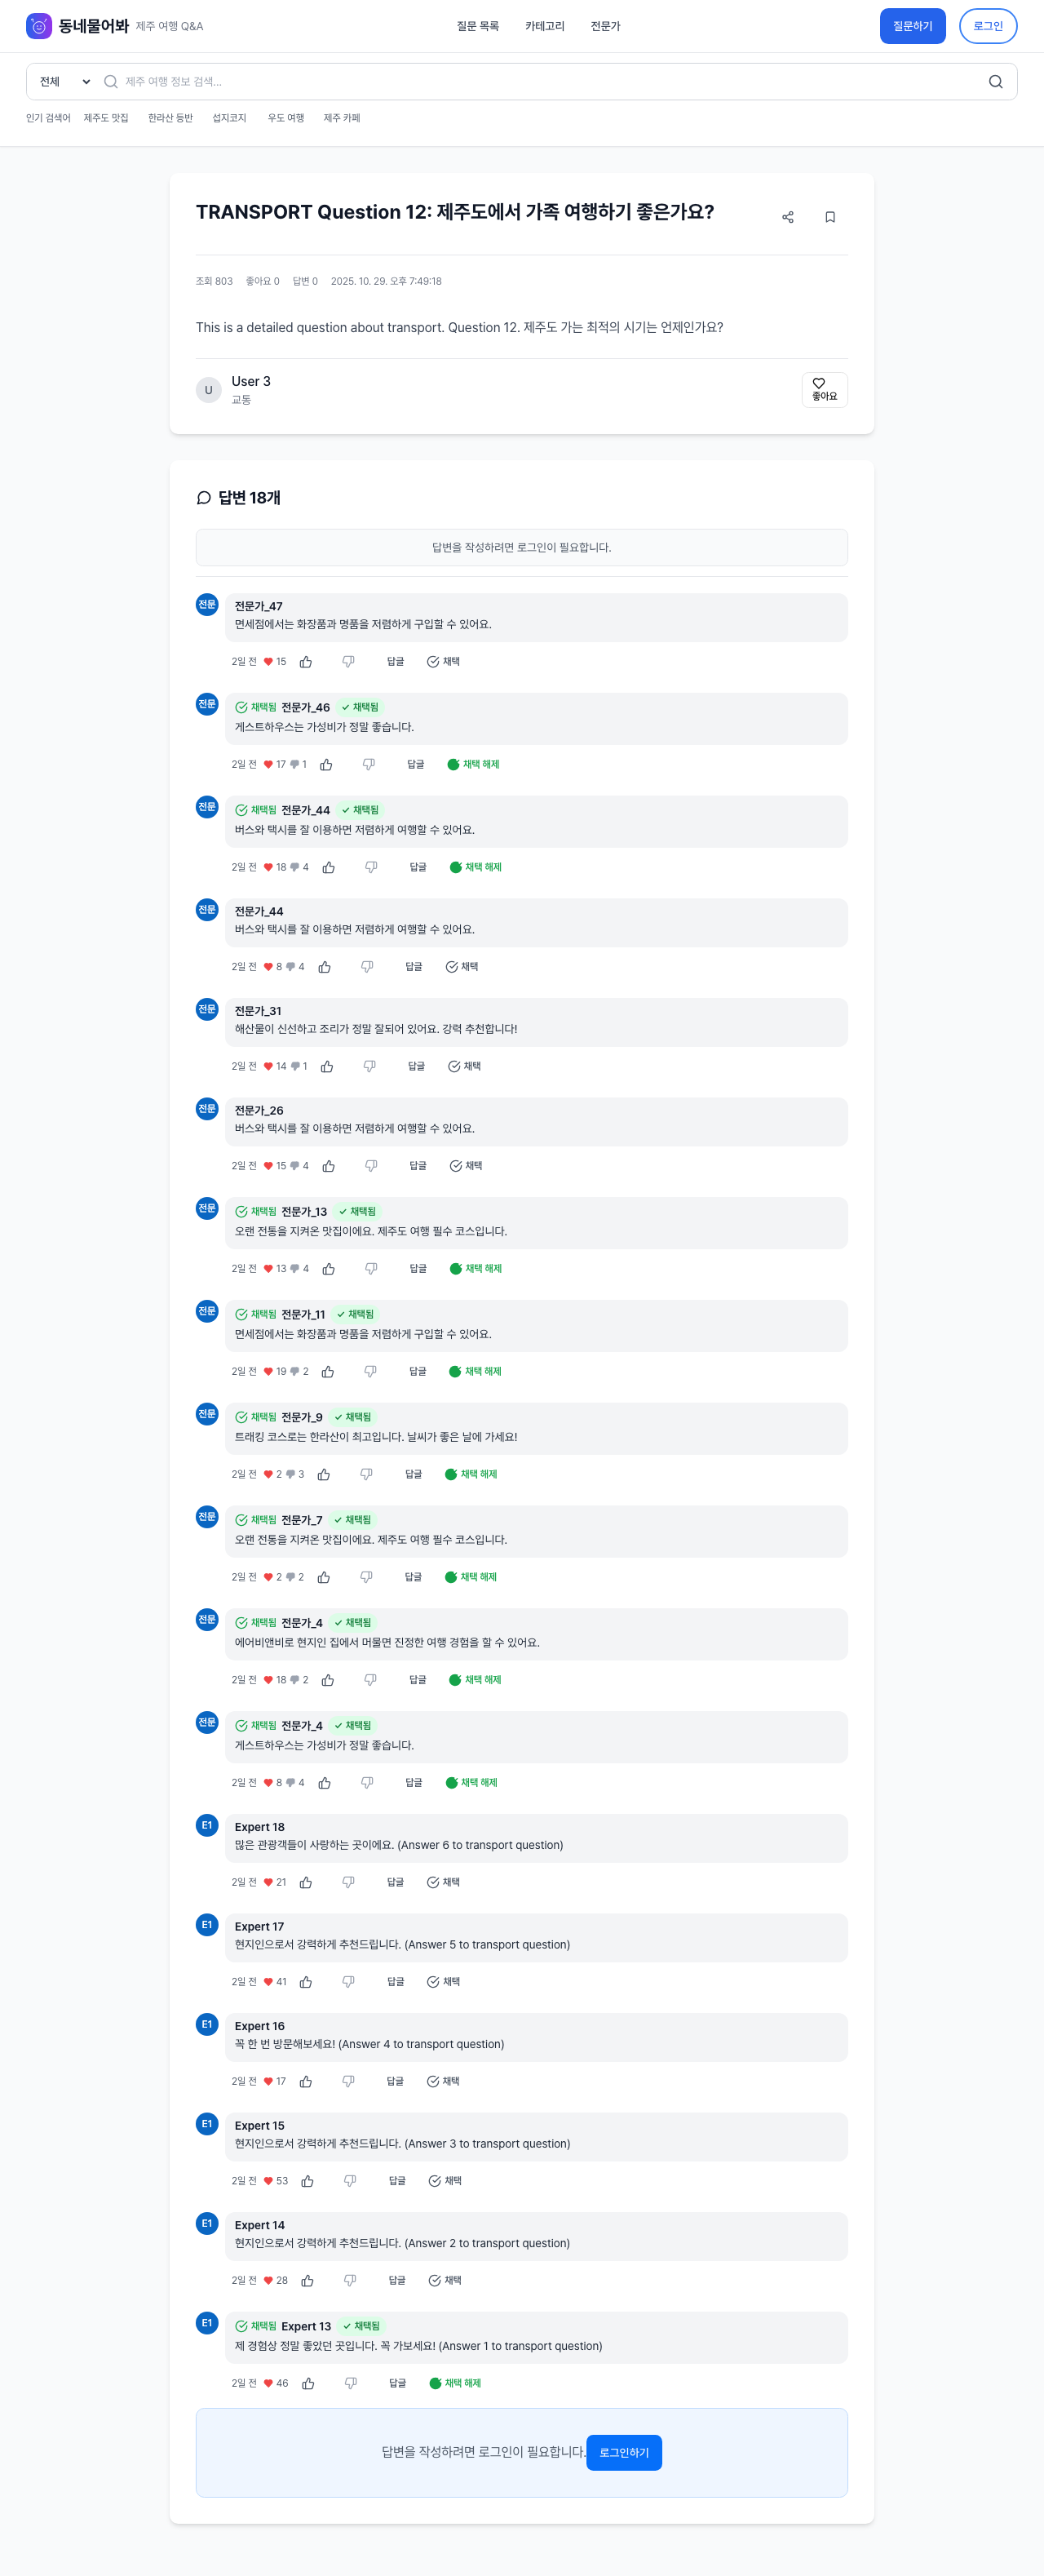 동네물어봐 제주 여행 Q&A 질문 목록 카테고리 전문가 질문하기 로그인
전체 제주 여행 정보 검색...
인기 검색어 제주도 맛집 한라산 등반 섭지코지 우도 여행 제주 카페
TRANSPORT Question 12: 제주도에서 가족 여행하기 좋은가요?
조회 803 좋아요 0 답변 0 2025. 10. 29. 오후 7:49:18
This is a detailed question about transport. Question 12. 제주도 가는 최적의 시기는 언제인가요?
U User 3
교통
좋아요
답변 18개
답변을 작성하려면 로그인이 필요합니다.
전문 전문가_47
면세점에서는 화장품과 명품을 저렴하게 구입할 수 있어요.
2일 전 15 답글 채택
전문 채택됨 전문가_46 채택됨
게스트하우스는 가성비가 정말 좋습니다.
2일 전 17 1 답글 채택 해제
전문 채택됨 전문가_44 채택됨
버스와 택시를 잘 이용하면 저렴하게 여행할 수 있어요.
2일 전 18 4 답글 채택 해제
전문 전문가_44
버스와 택시를 잘 이용하면 저렴하게 여행할 수 있어요.
2일 전 8 4 답글 채택
전문 전문가_31
해산물이 신선하고 조리가 정말 잘되어 있어요. 강력 추천합니다!
2일 전 14 1 답글 채택
전문 전문가_26
버스와 택시를 잘 이용하면 저렴하게 여행할 수 있어요.
2일 전 15 4 답글 채택
전문 채택됨 전문가_13 채택됨
오랜 전통을 지켜온 맛집이에요. 제주도 여행 필수 코스입니다.
2일 전 13 4 답글 채택 해제
전문 채택됨 전문가_11 채택됨
면세점에서는 화장품과 명품을 저렴하게 구입할 수 있어요.
2일 전 19 2 답글 채택 해제
전문 채택됨 전문가_9 채택됨
트래킹 코스로는 한라산이 최고입니다. 날씨가 좋은 날에 가세요!
2일 전 2 3 답글 채택 해제
전문 채택됨 전문가_7 채택됨
오랜 전통을 지켜온 맛집이에요. 제주도 여행 필수 코스입니다.
2일 전 2 2 답글 채택 해제
전문 채택됨 전문가_4 채택됨
에어비앤비로 현지인 집에서 머물면 진정한 여행 경험을 할 수 있어요.
2일 전 18 2 답글 채택 해제
전문 채택됨 전문가_4 채택됨
게스트하우스는 가성비가 정말 좋습니다.
2일 전 8 4 답글 채택 해제
E1 Expert 18
많은 관광객들이 사랑하는 곳이에요. (Answer 6 to transport question)
2일 전 21 답글 채택
E1 Expert 17
현지인으로서 강력하게 추천드립니다. (Answer 5 to transport question)
2일 전 41 답글 채택
E1 Expert 16
꼭 한 번 방문해보세요! (Answer 4 to transport question)
2일 전 17 답글 채택
E1 Expert 15
현지인으로서 강력하게 추천드립니다. (Answer 3 to transport question)
2일 전 53 답글 채택
E1 Expert 14
현지인으로서 강력하게 추천드립니다. (Answer 2 to transport question)
2일 전 28 답글 채택
E1 채택됨 Expert 13 채택됨
제 경험상 정말 좋았던 곳입니다. 꼭 가보세요! (Answer 1 to transport question)
2일 전 46 답글 채택 해제
답변을 작성하려면 로그인이 필요합니다. 로그인하기